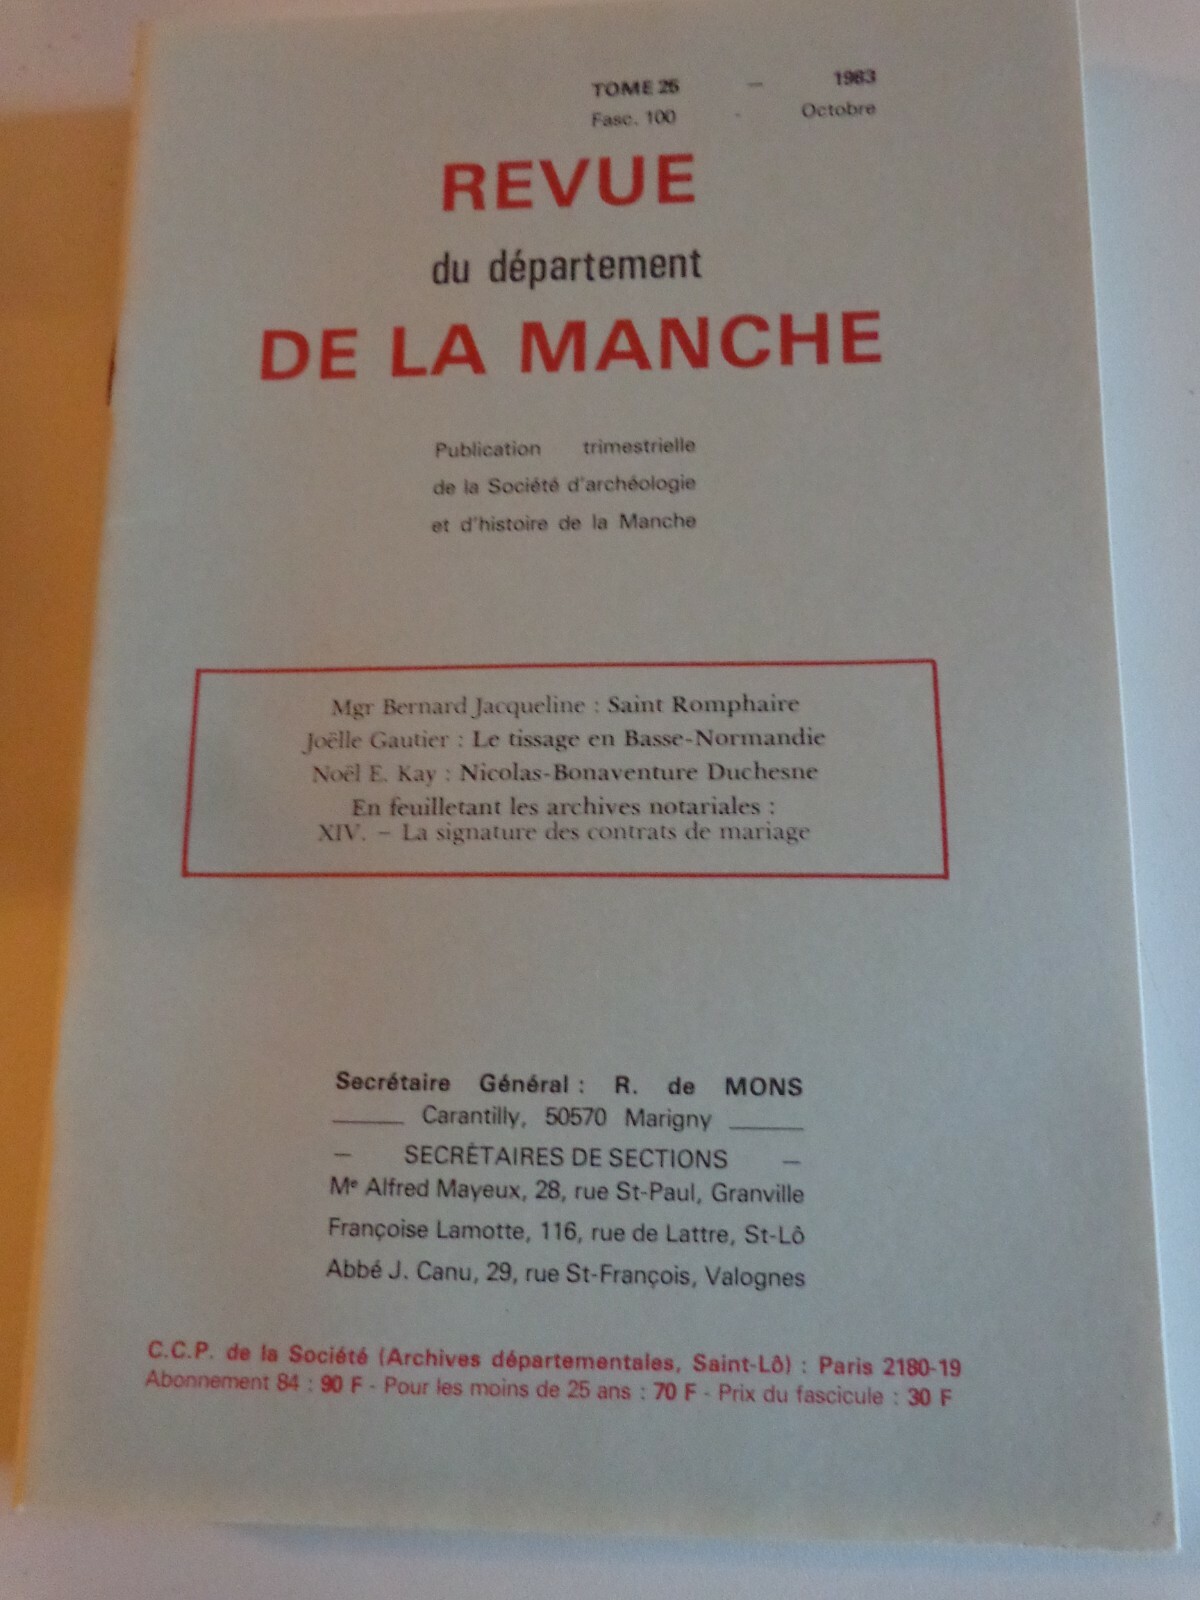 TOME 25 – 1983
Fasc. 100 - Octobre
REVUE
du département
DE LA MANCHE
Publication trimestrielle
de la Société d'archéologie
et d'histoire de la Manche
Mgr Bernard Jacqueline : Saint Romphaire
Joëlle Gautier : Le tissage en Basse-Normandie
Noël E. Kay : Nicolas-Bonaventure Duchesne
En feuilletant les archives notariales :
XIV. – La signature des contrats de mariage
Secrétaire Général : R. de MONS
Carantilly, 50570 Marigny
– SECRÉTAIRES DE SECTIONS –
Me Alfred Mayeux, 28, rue St-Paul, Granville
Françoise Lamotte, 116, rue de Lattre, St-Lô
Abbé J. Canu, 29, rue St-François, Valognes
C.C.P. de la Société (Archives départementales, Saint-Lô) : Paris 2180-19
Abonnement 84 : 90 F - Pour les moins de 25 ans : 70 F - Prix du fascicule : 30 F